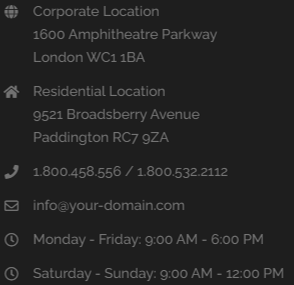 Corporate Location
1600 Amphitheatre Parkway
London WC1 1BA
Residential Location
9521 Broadsberry Avenue
Paddington RC7 9ZA
1.800.458.556 / 1.800.532.2112
info@your-domain.com
Monday - Friday: 9:00 AM - 6:00 PM
Saturday - Sunday: 9:00 AM - 12:00 PM